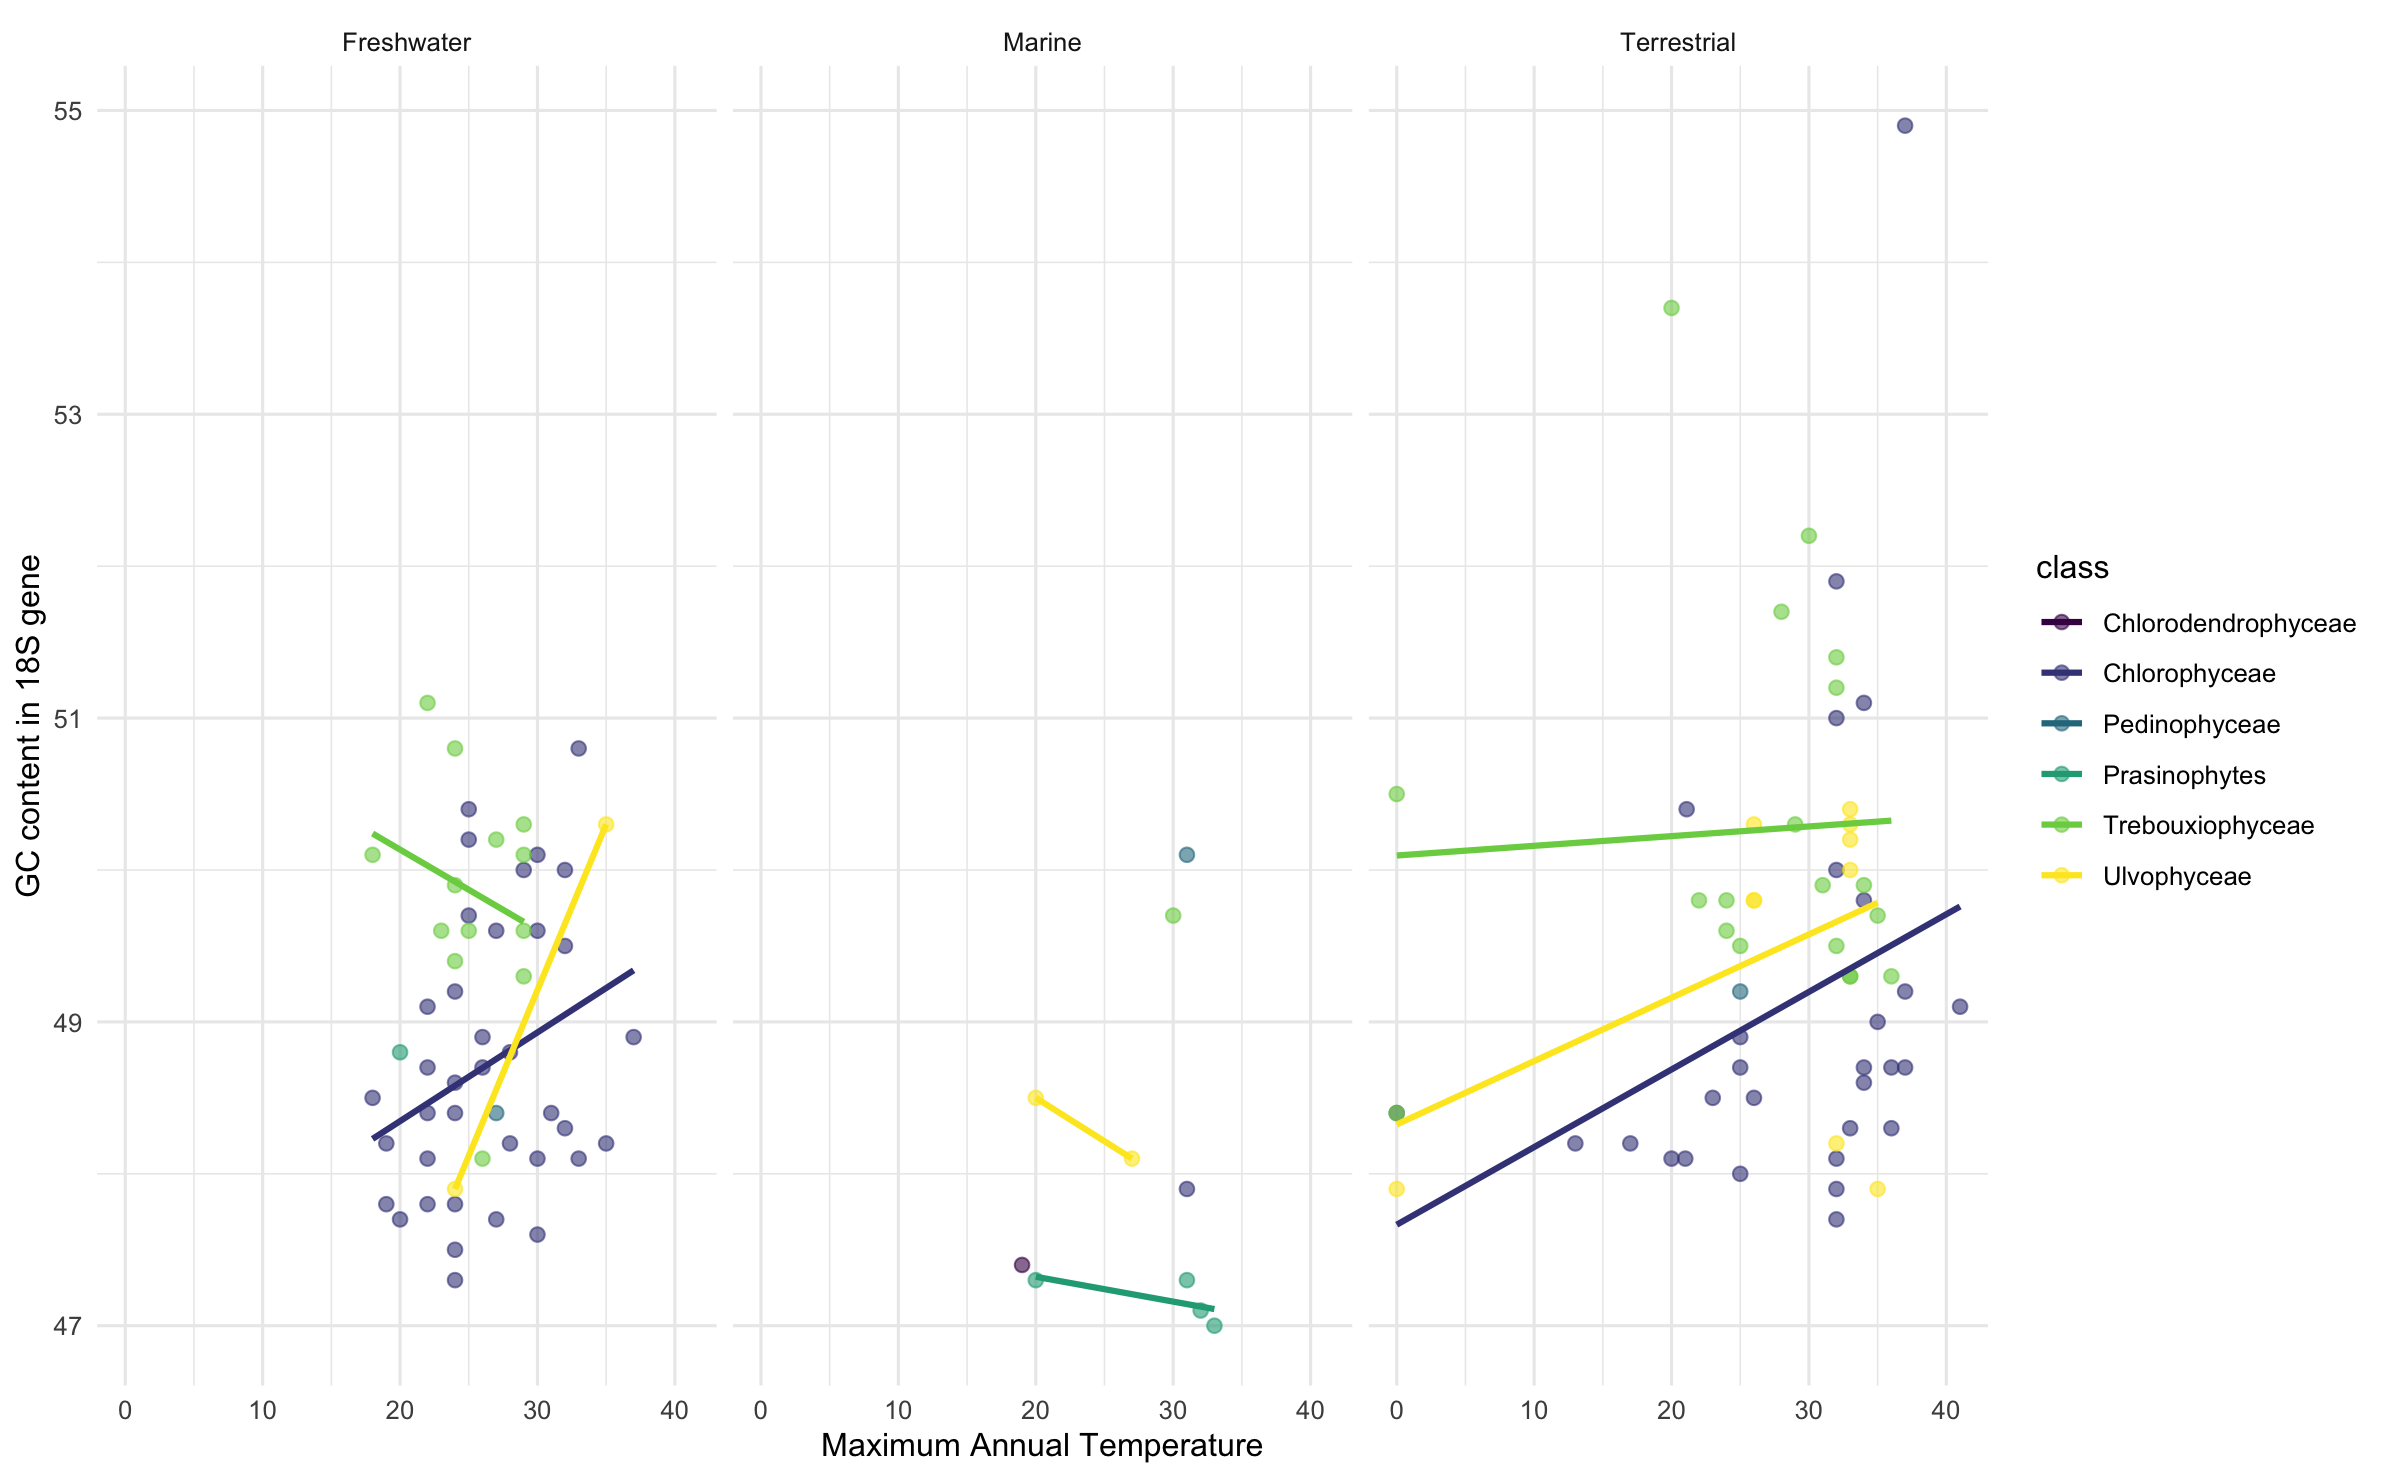 Freshwater
Marine
Terrestrial
55
53
51
49
47
GC content in 18S gene
0 10 20 30 40
0 10 20 30 40
0 10 20 30 40
Maximum Annual Temperature
class
Chlorodendrophyceae
Chlorophyceae
Pedinophyceae
Prasinophytes
Trebouxiophyceae
Ulvophyceae